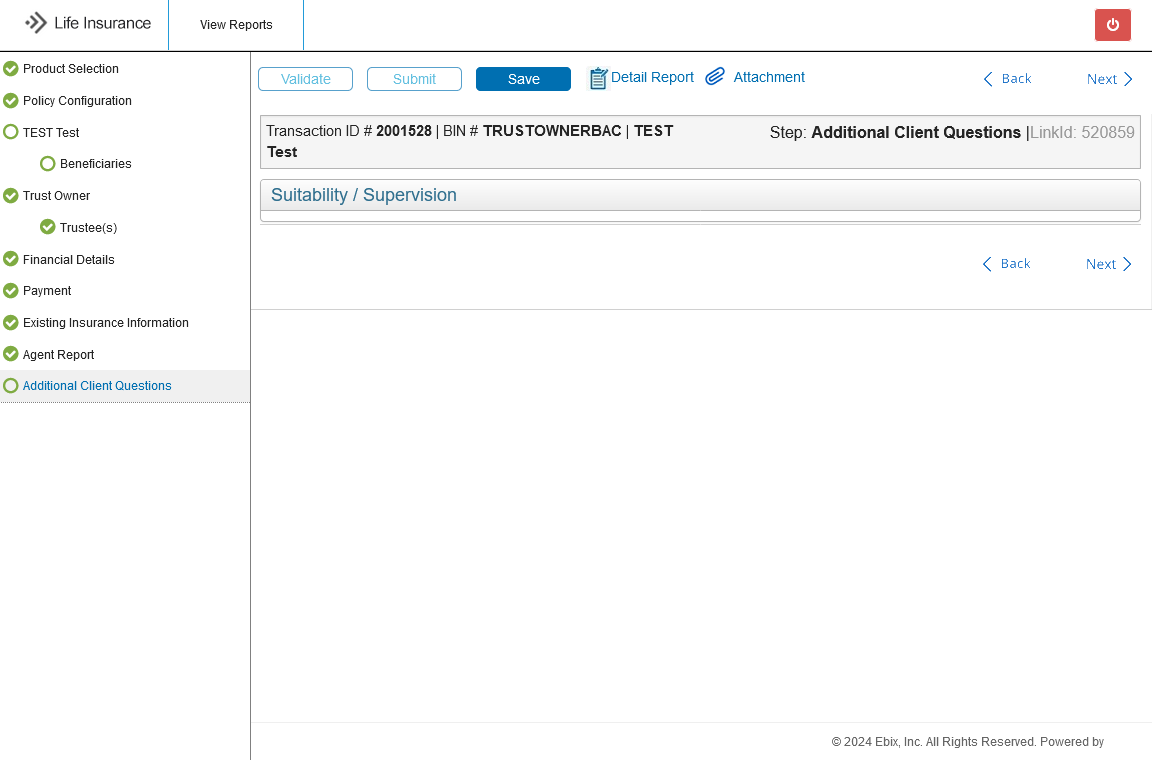 Life Insurance
View Reports
Product Selection
Policy Configuration
TEST Test
Beneficiaries
Trust Owner
Trustee(s)
Financial Details
Payment
Existing Insurance Information
Agent Report
Additional Client Questions
Validate Submit Save Detail Report Attachment Back Next
Transaction ID # 2001528 | BIN # TRUSTOWNERBAC | TEST
Test
Step: Additional Client Questions |LinkId: 520859
Suitability / Supervision
Back Next
© 2024 Ebix, Inc. All Rights Reserved. Powered by